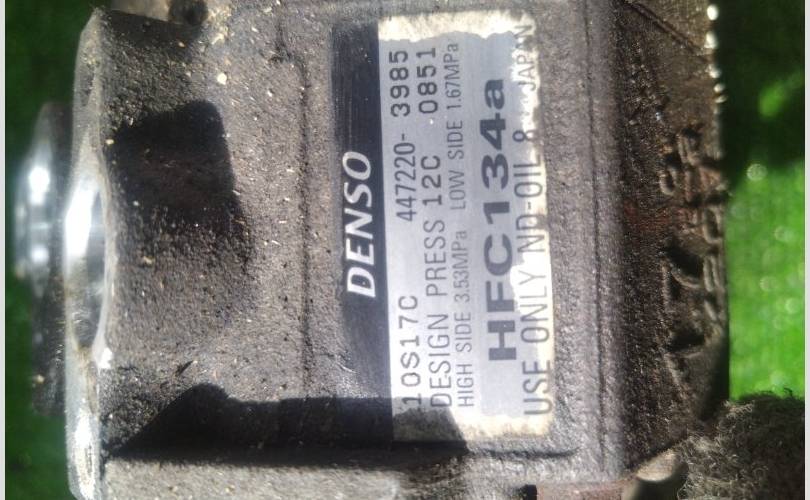 DENSO
10S17C 447220-3985
DESIGN PRESS 12C 0851
HIGH SIDE 3.53MPa LOW SIDE 1.67MPa
HFC134a
USE ONLY ND-OIL 8 JAPAN